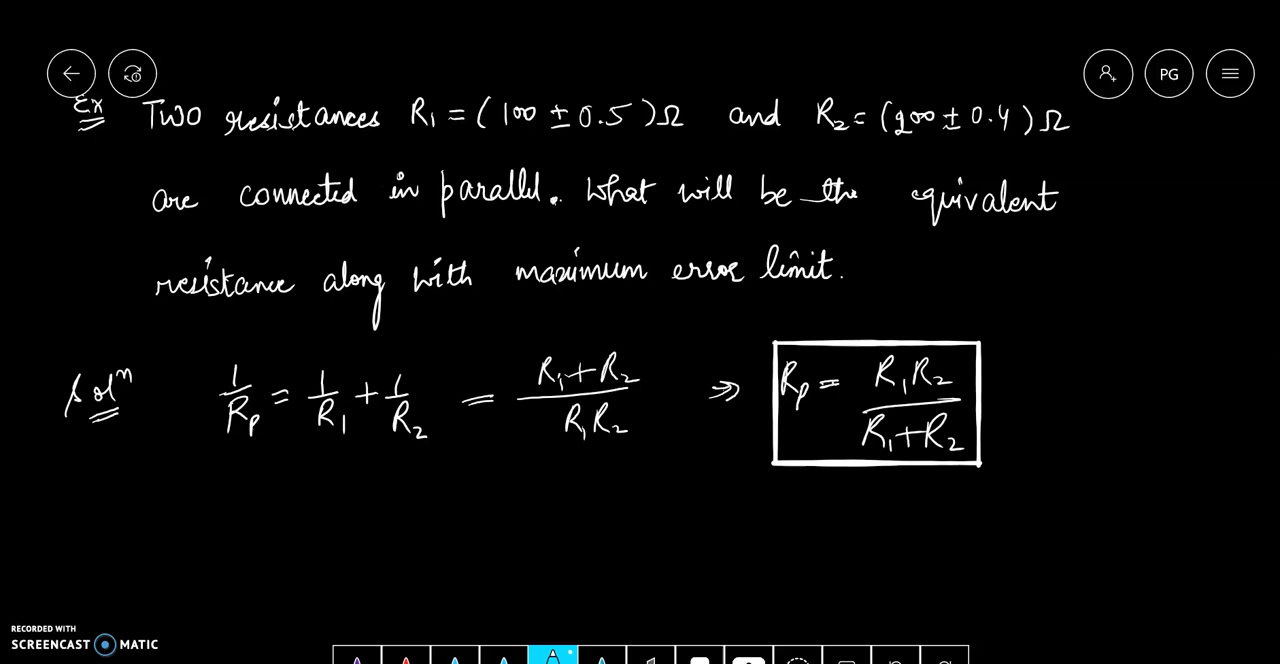 PG
Ex Two resistances R₁ = (100 ± 0.5) Ω and R₂ = (200 ± 0.4) Ω
are connected in parallel. What will be the equivalent
resistance along with maximum error limit.
Solⁿ 1/Rₚ = 1/R₁ + 1/R₂ = (R₁+R₂)/(R₁R₂) ⇒ Rₚ = (R₁R₂)/(R₁+R₂)
RECORDED WITH
SCREENCAST MATIC